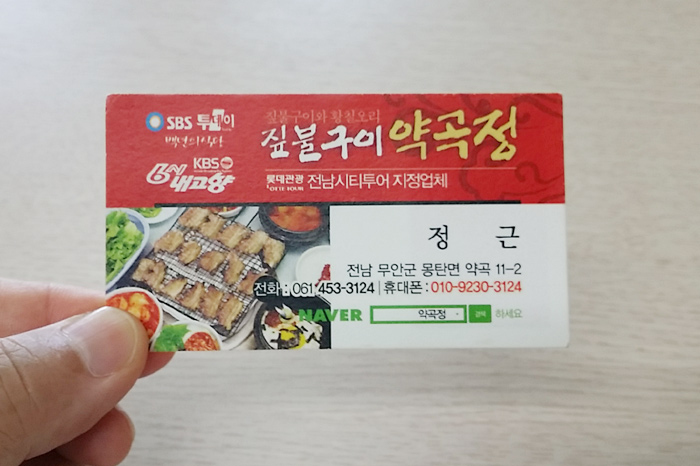 SBS 투데이
백년의 식당
6시 내고향 KBS
짚불구이와 황칠오리
짚불구이 약곡정
롯데관광 전남시티투어 지정업체
LOTTE TOUR
정 근
전남 무안군 몽탄면 약곡 11-2
전화 : 061 453-3124 | 휴대폰 : 010-9230-3124
NAVER 약곡정 검색 하세요